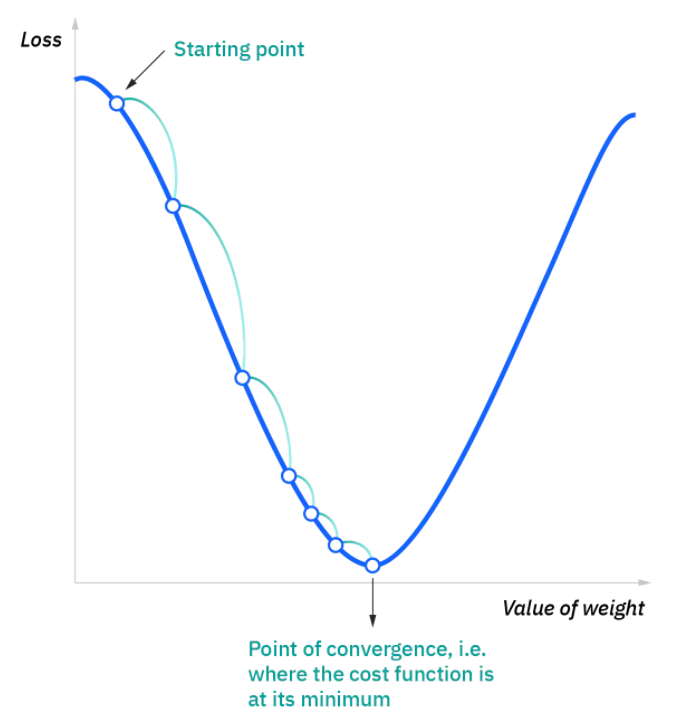 Loss
Starting point
Value of weight
Point of convergence, i.e.
where the cost function is
at its minimum